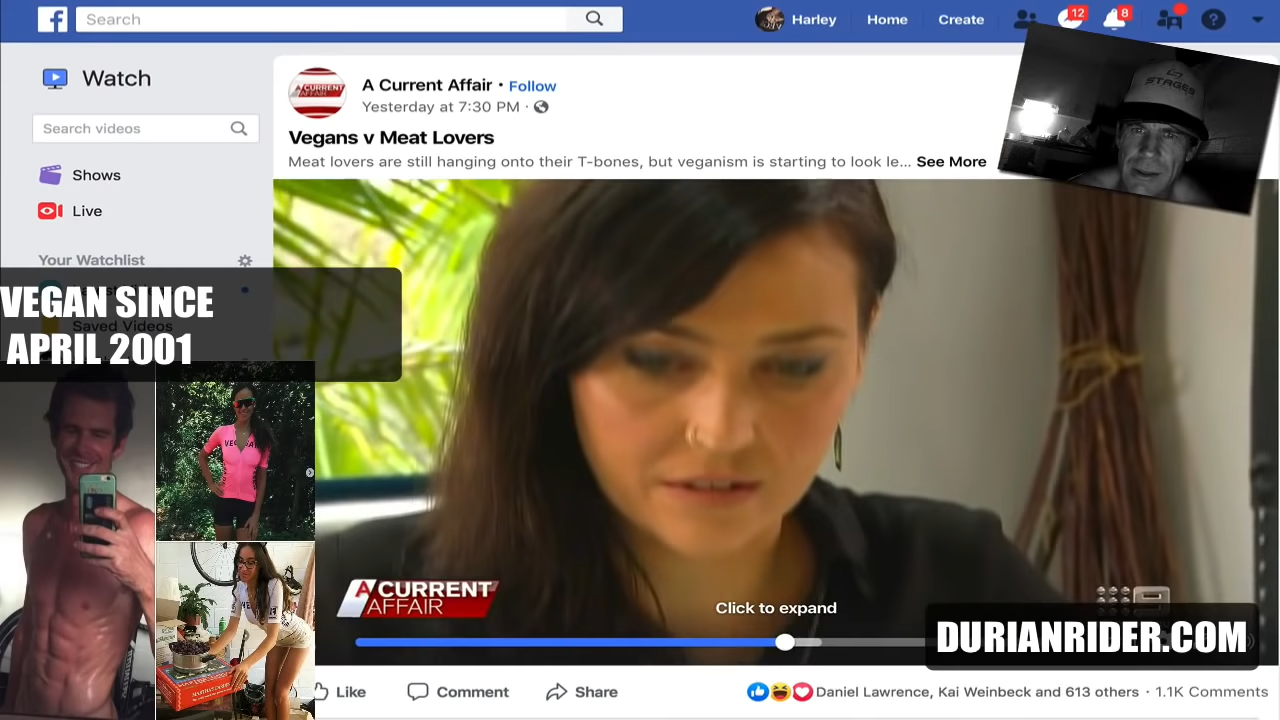 Search
Harley
Home
Create
12
8
Watch
Search videos
Shows
Live
Your Watchlist
Saved Videos
A Current Affair · Follow
Yesterday at 7:30 PM ·
Vegans v Meat Lovers
Meat lovers are still hanging onto their T-bones, but veganism is starting to look le... See More
STAGES
VEGAN SINCE
APRIL 2001
A CURRENT
AFFAIR
Click to expand
DURIANRIDER.COM
Like
Comment
Share
Daniel Lawrence, Kai Weinbeck and 613 others · 1.1K Comments